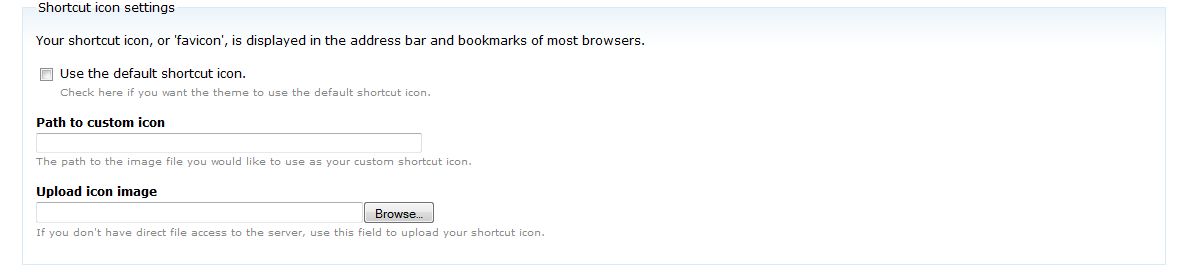 Shortcut icon settings
Your shortcut icon, or 'favicon', is displayed in the address bar and bookmarks of most browsers.
Use the default shortcut icon.
Check here if you want the theme to use the default shortcut icon.
Path to custom icon
The path to the image file you would like to use as your custom shortcut icon.
Upload icon image
Browse...
If you don't have direct file access to the server, use this field to upload your shortcut icon.